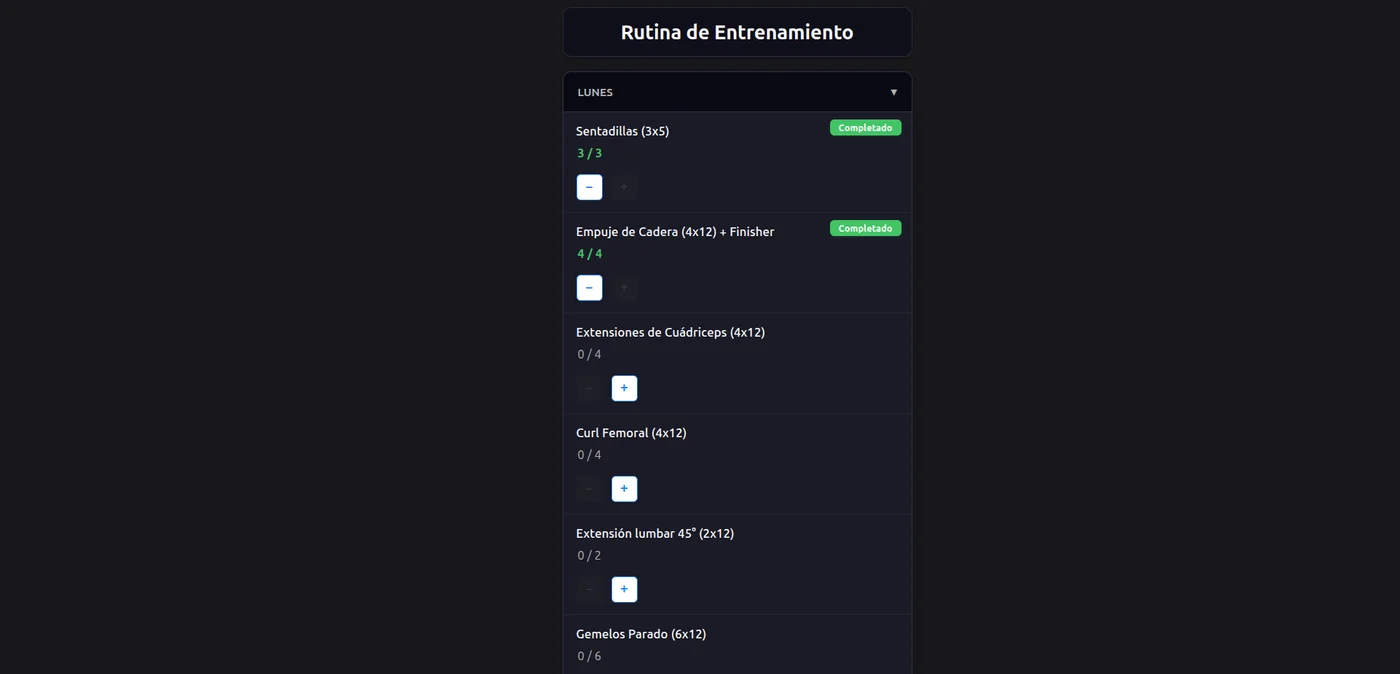 Rutina de Entrenamiento
LUNES ▼
Sentadillas (3x5)
Completado
3 / 3
− +
Empuje de Cadera (4x12) + Finisher
Completado
4 / 4
− +
Extensiones de Cuádriceps (4x12)
0 / 4
− +
Curl Femoral (4x12)
0 / 4
− +
Extensión lumbar 45° (2x12)
0 / 2
− +
Gemelos Parado (6x12)
0 / 6